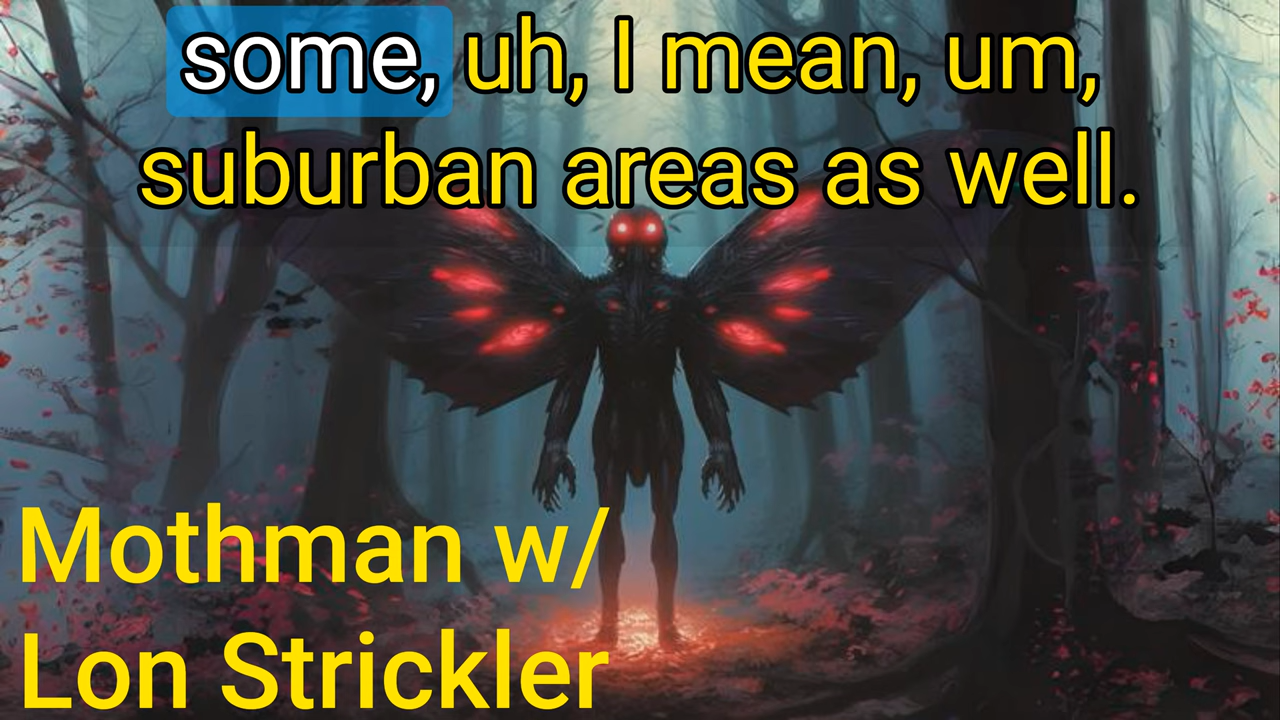 some, uh, I mean, um,
suburban areas as well.
Mothman w/
Lon Strickler